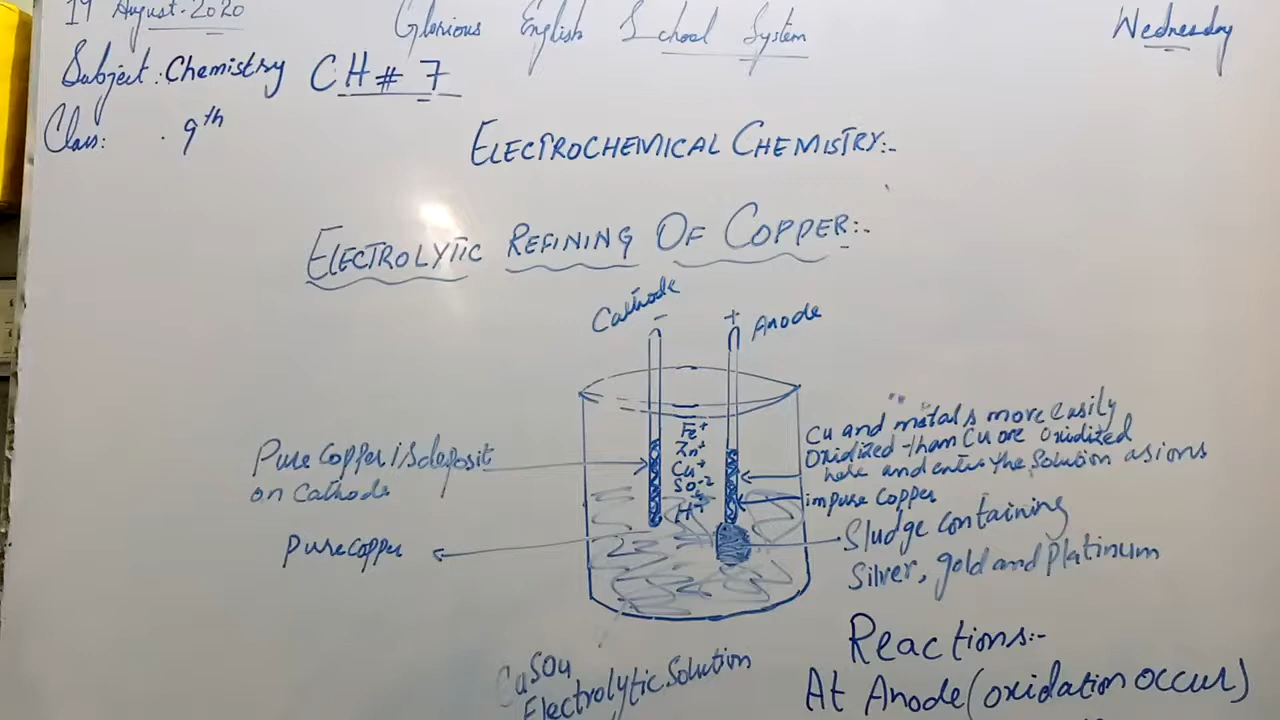 19 August-2020
Glorious English School System
Wednesday
Subject: Chemistry CH# 7
Class: 9th
ELECTROCHEMICAL CHEMISTRY:-
ELECTROLYTIC REFINING OF COPPER:-
Cathode
-
+
Anode
Fe+
Zn+
Cu+
SO-2
4
H+
Pure Copper is deposit
on Cathode
Pure copper
Cu and metals more easily
Oxidized than Cu are oxidized
here and enter the solution as ions
impure Copper
Sludge containing
Silver, gold and Platinum
CuSO4
Electrolytic Solution
Reactions:-
At Anode (oxidation occur)